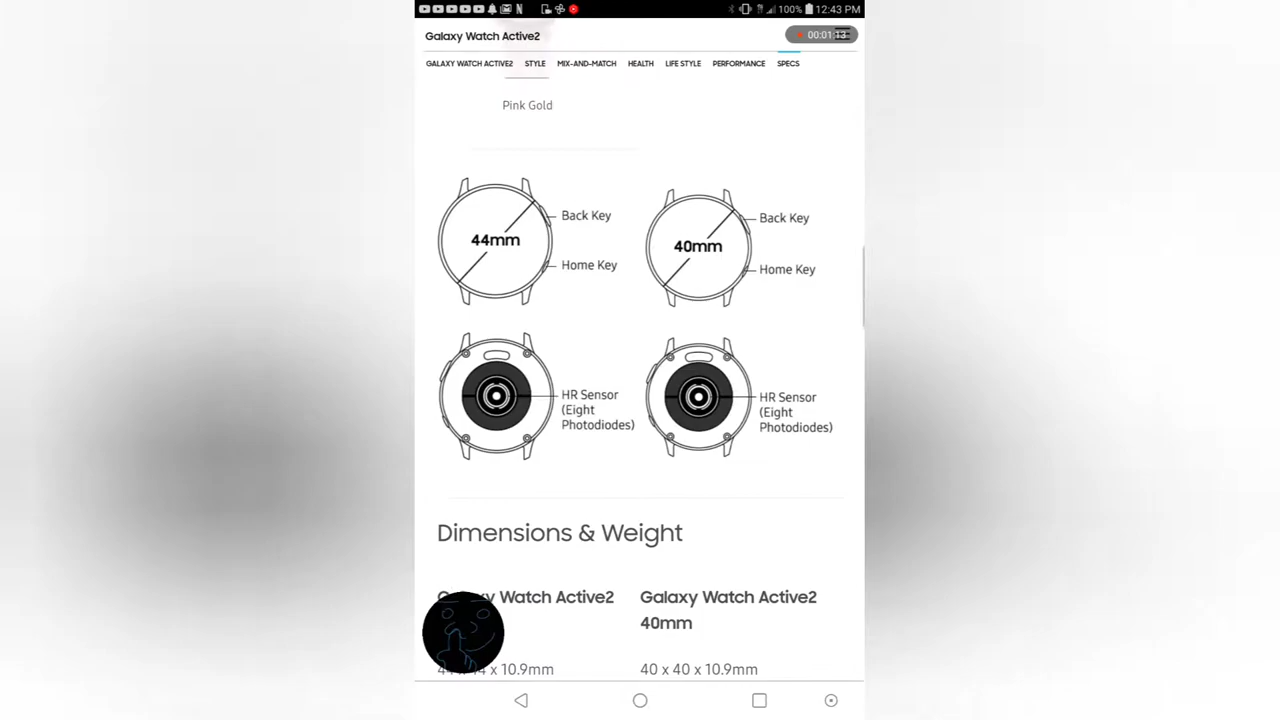 N
100% 12:43 PM
Galaxy Watch Active2
00:01:13
GALAXY WATCH ACTIVE2 STYLE MIX-AND-MATCH HEALTH LIFE STYLE PERFORMANCE SPECS
Pink Gold
44mm
Back Key
Home Key
40mm
Back Key
Home Key
HR Sensor
(Eight
Photodiodes)
HR Sensor
(Eight
Photodiodes)
Dimensions & Weight
Watch Active2
Galaxy Watch Active2
40mm
x 10.9mm
40 x 40 x 10.9mm